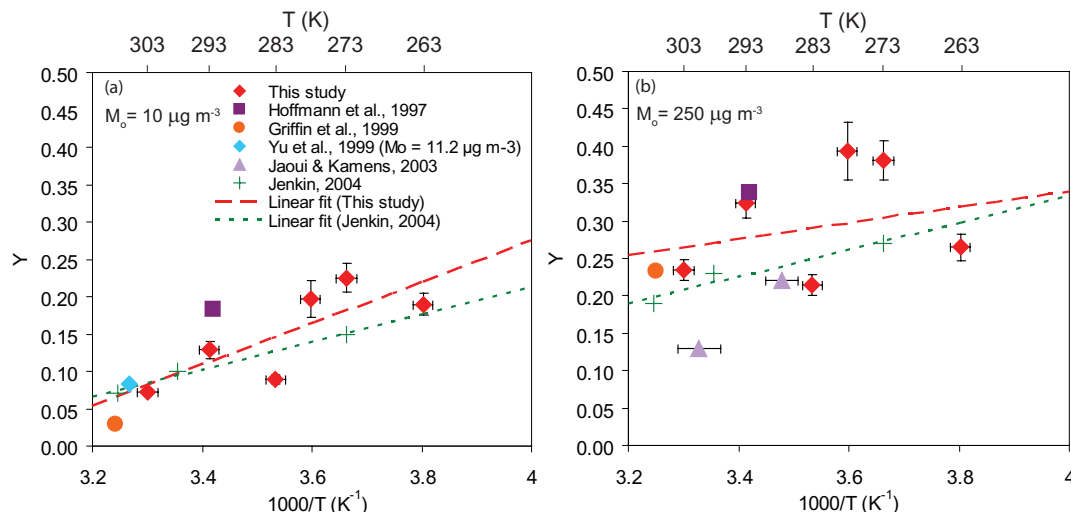 T (K)
303 293 283 273 263
0.50
0.45
0.40
0.35
0.30
0.25
0.20
0.15
0.10
0.05
0.00
Y
(a)
Mo = 10 µg m-3
This study
Hoffmann et al., 1997
Griffin et al., 1999
Yu et al., 1999 (Mo = 11.2 µg m-3)
Jaoui & Kamens, 2003
Jenkin, 2004
Linear fit (This study)
Linear fit (Jenkin, 2004)
3.2 3.4 3.6 3.8 4
1000/T (K-1)
T (K)
303 293 283 273 263
0.50
0.45
0.40
0.35
0.30
0.25
0.20
0.15
0.10
0.05
0.00
Y
(b)
Mo= 250 µg m-3
3.2 3.4 3.6 3.8 4
1000/T (K-1)